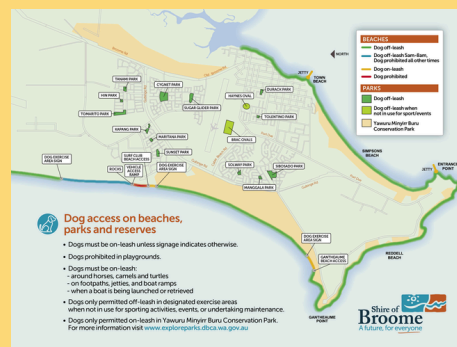 BEACHES
Dog off-leash
Dog off-leash 5am-8am,
Dog prohibited all other times
Dog on-leash
Dog prohibited
PARKS
Dog off-leash
Dog off-leash when
not in use for sport/events
Yawuru Minyirr Buru
Conservation Park
NORTH
JETTY
TOWN
BEACH
TANAMI PARK
CYGNET PARK
HAYNES OVAL
DURACK PARK
VIN PARK
SUGAR GLIDER PARK
TOLENTINO PARK
TOMARITO PARK
KAPANG PARK
MARITANA PARK
BRAC OVALS
SIMPSONS
BEACH
SUNSET PARK
SOLWAY PARK
SIBOSADO PARK
MANGGALA PARK
DOG EXERCISE
AREA SIGN
ROCKS
SURF CLUB
BEACH ACCESS
VEHICLE
ACCESS
RAMP
DOG EXERCISE
AREA SIGN
JETTY
ENTRANCE
POINT
DOG EXERCISE
AREA SIGN
GANTHEAUME
BEACH ACCESS
REDDELL
BEACH
GANTHEAUME
POINT
Dog access on beaches,
parks and reserves
• Dogs must be on-leash unless signage indicates otherwise.
• Dogs prohibited in playgrounds.
• Dogs must be on-leash:
- around horses, camels and turtles
- on footpaths, jetties, and boat ramps
- when a boat is being launched or retrieved
• Dogs only permitted off-leash in designated exercise areas
when not in use for sporting activities, events, or undertaking maintenance.
• Dogs only permitted on-leash in Yawuru Minyirr Buru Conservation Park.
For more information visit www.exploreparks.dbca.wa.gov.au
Shire of
Broome
A future, for everyone